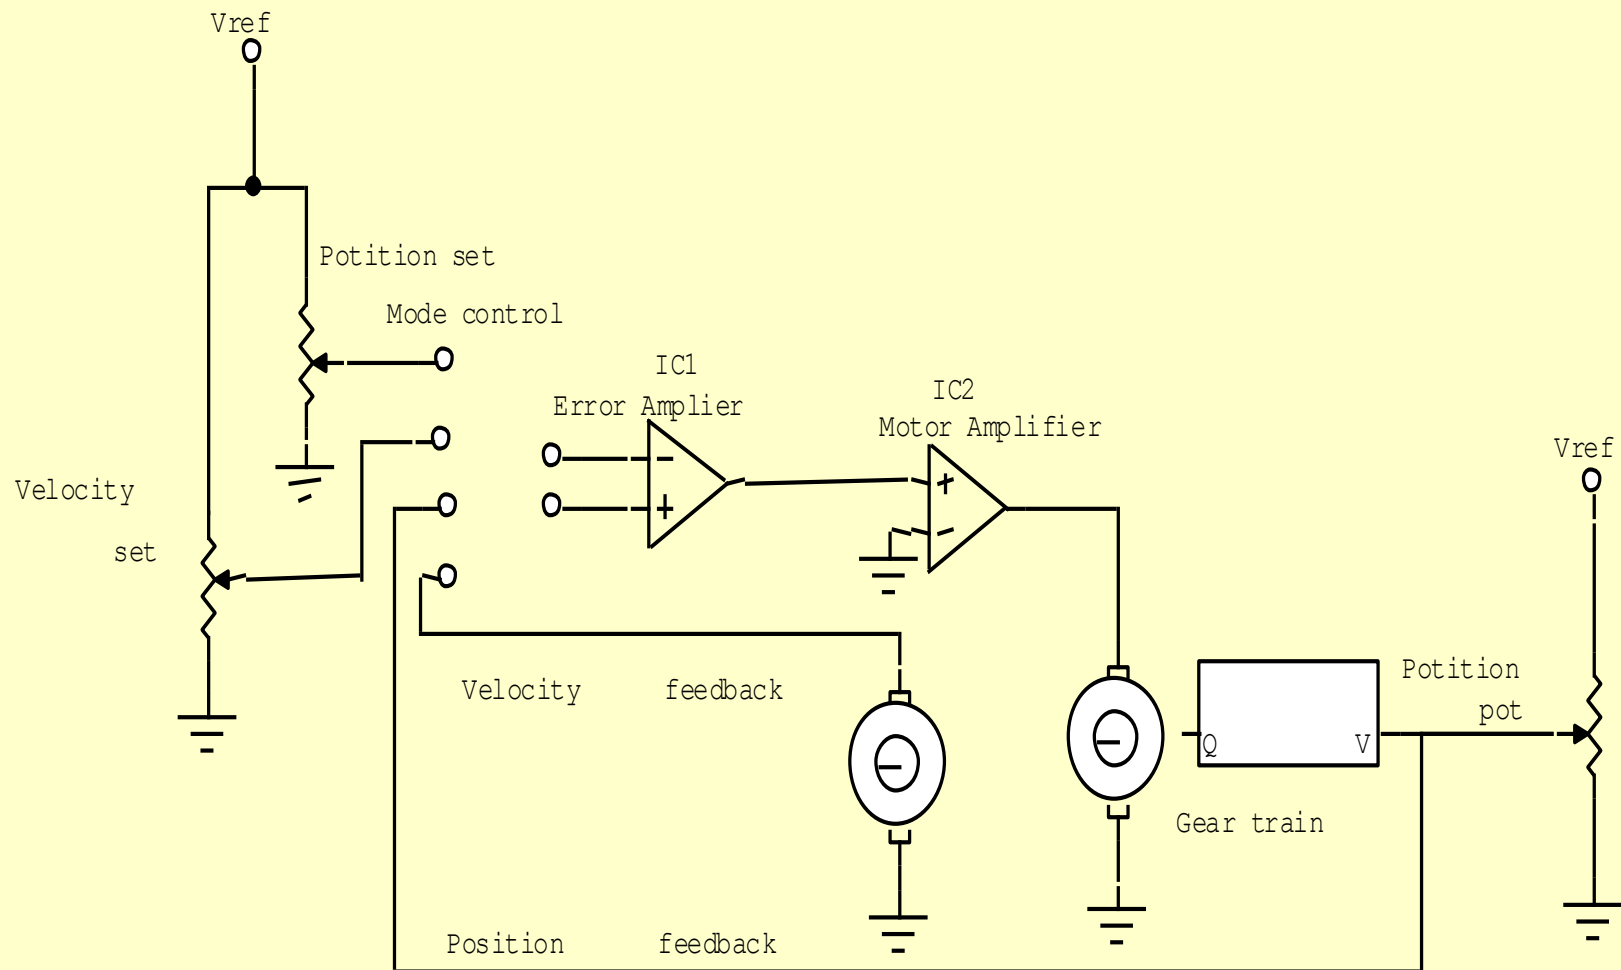 Vref
Potition set
Mode control
IC1
Error Amplier
IC2
Motor Amplifier
Vref
Velocity
set
Velocity feedback
Potition
pot
Q V
Gear train
Position feedback